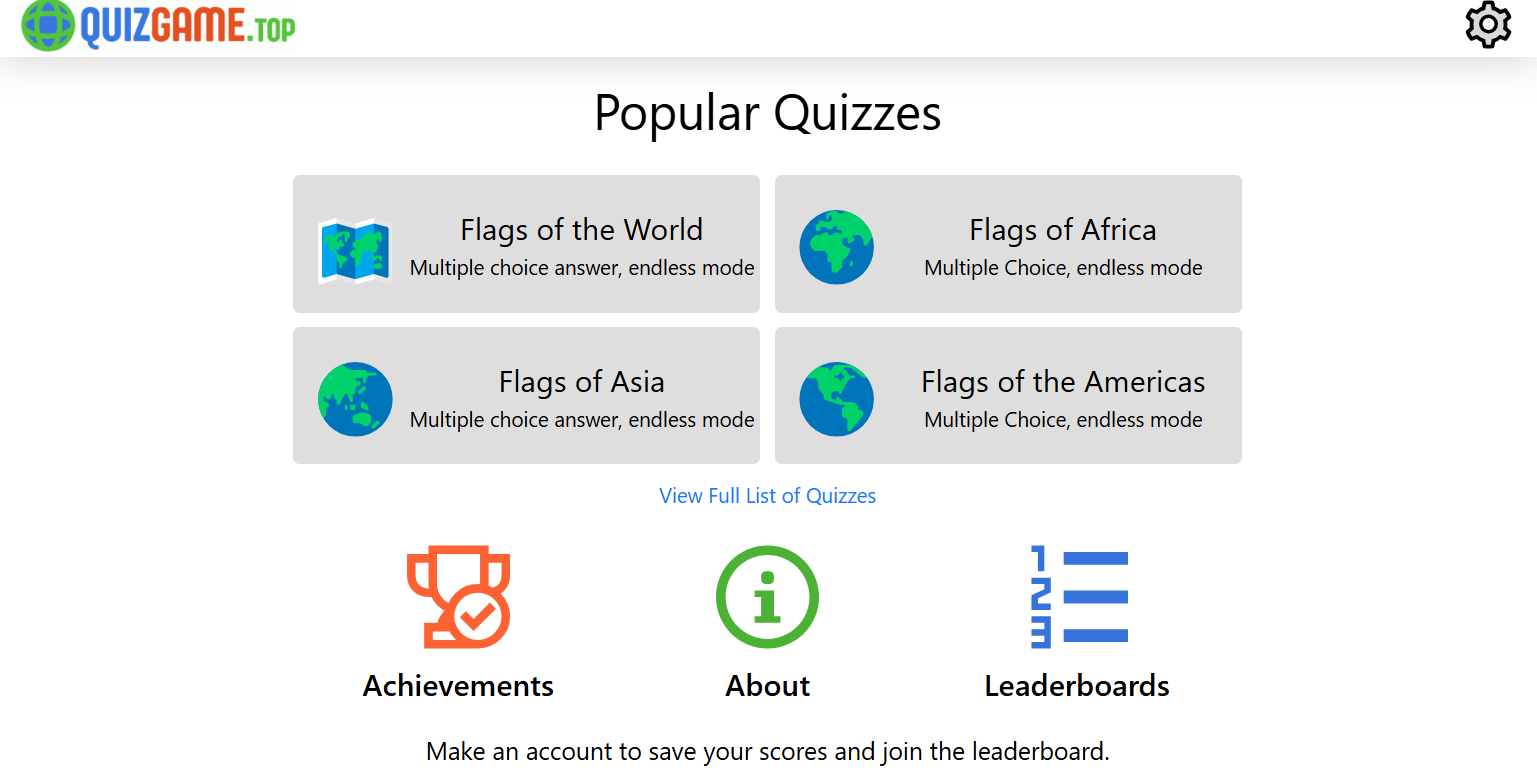 QUIZGAME.TOP
Popular Quizzes
Flags of the World
Multiple choice answer, endless mode
Flags of Africa
Multiple Choice, endless mode
Flags of Asia
Multiple choice answer, endless mode
Flags of the Americas
Multiple Choice, endless mode
View Full List of Quizzes
1
2
3
Achievements
About
Leaderboards
Make an account to save your scores and join the leaderboard.